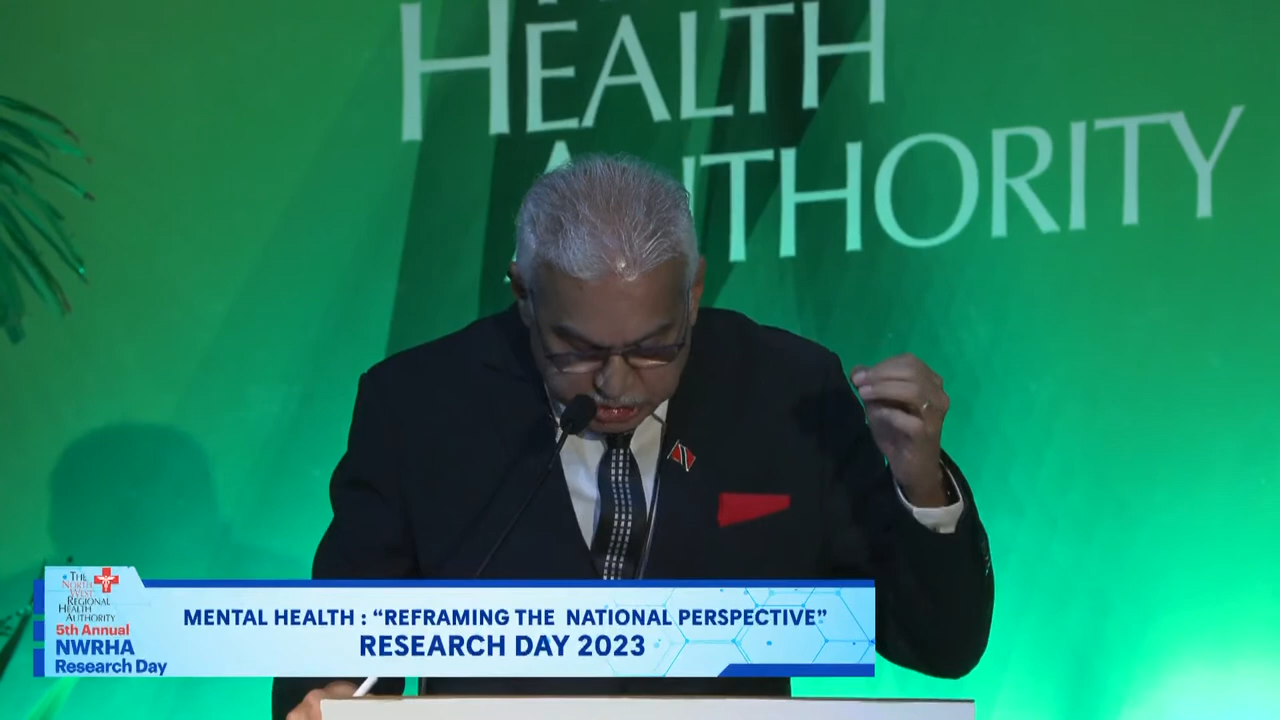 HEALTH
AUTHORITY
THE
NORTH
WEST
REGIONAL
HEALTH
AUTHORITY
5th Annual
NWRHA
Research Day
MENTAL HEALTH : “REFRAMING THE NATIONAL PERSPECTIVE”
RESEARCH DAY 2023